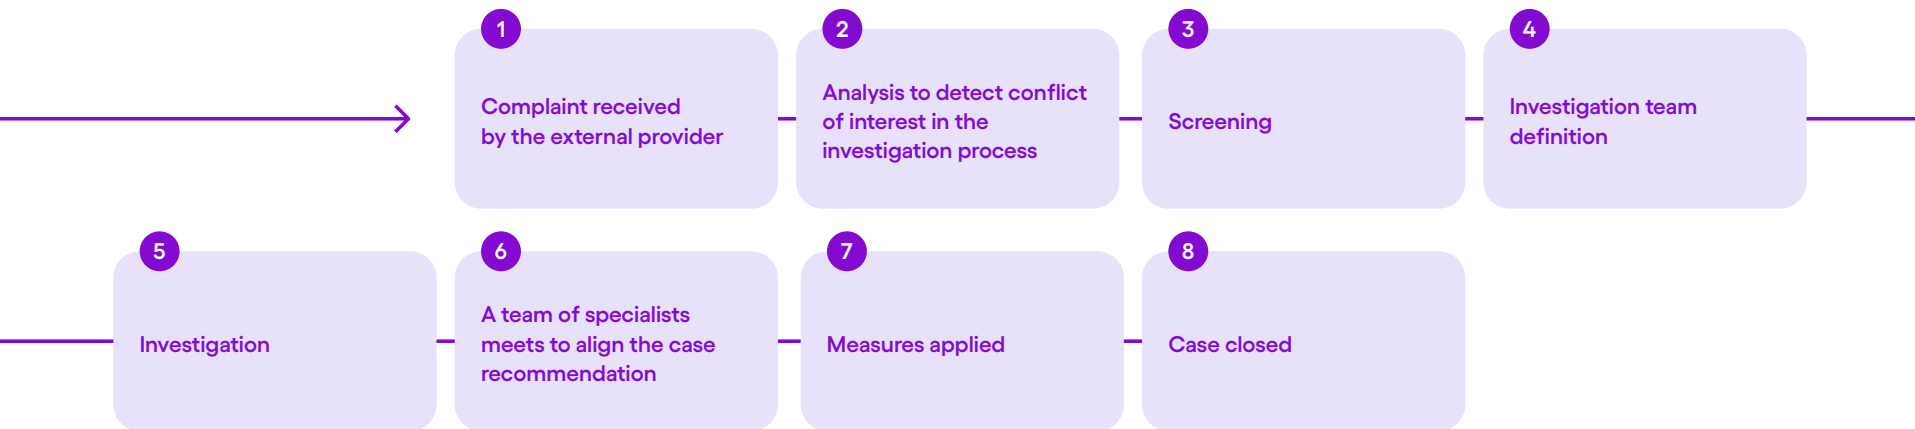 1
Complaint received
by the external provider
2
Analysis to detect conflict
of interest in the
investigation process
3
Screening
4
Investigation team
definition
5
Investigation
6
A team of specialists
meets to align the case
recommendation
7
Measures applied
8
Case closed